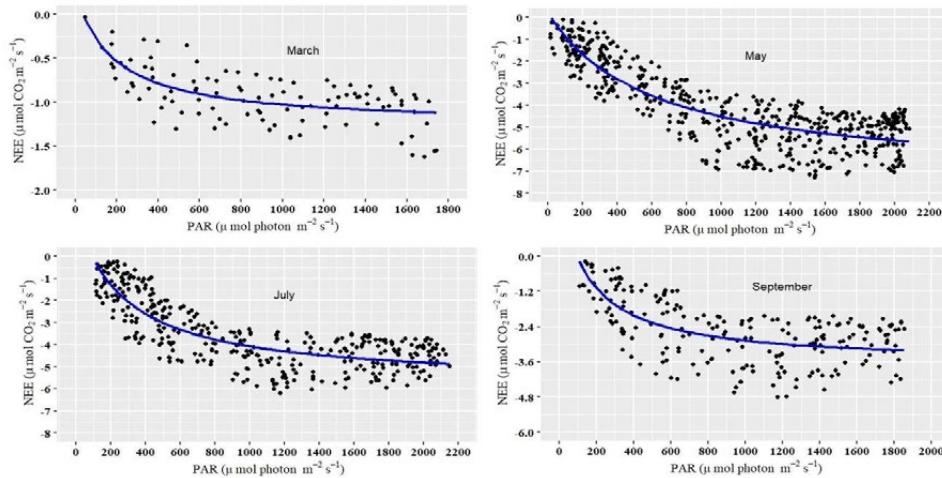 0.0
-0.5
-1.0
-1.5
-2.0
NEE (μ mol CO₂ m⁻² s⁻¹)
March
0 200 400 600 800 1000 1200 1400 1600 1800
PAR (μ mol photon m⁻² s⁻¹)
0
-1
-2
-3
-4
-5
-6
-7
-8
NEE (μ mol CO₂ m⁻² s⁻¹)
May
0 200 400 600 800 1000 1200 1400 1600 1800 2000 2200
PAR (μ mol photon m⁻² s⁻¹)
0
-1
-2
-3
-4
-5
-6
-7
-8
NEE (μ mol CO₂ m⁻² s⁻¹)
July
0 200 400 600 800 1000 1200 1400 1600 1800 2000 2200
PAR (μ mol photon m⁻² s⁻¹)
0.0
-1.2
-2.4
-3.6
-4.8
-6.0
NEE (μ mol CO₂ m⁻² s⁻¹)
September
0 200 400 600 800 1000 1200 1400 1600 1800 2000
PAR (μ mol photon m⁻² s⁻¹)